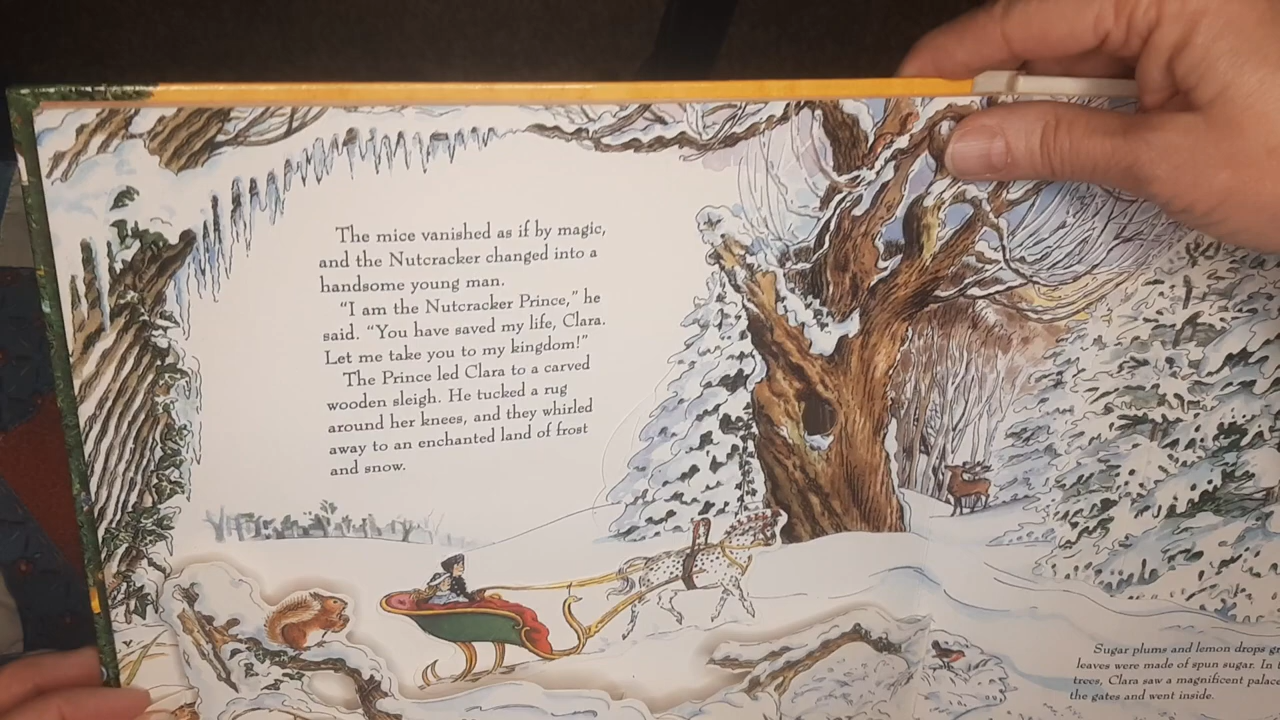 The mice vanished as if by magic,
and the Nutcracker changed into a
handsome young man.
“I am the Nutcracker Prince,” he
said. “You have saved my life, Clara.
Let me take you to my kingdom!”
The Prince led Clara to a carved
wooden sleigh. He tucked a rug
around her knees, and they whirled
away to an enchanted land of frost
and snow.
Sugar plums and lemon drops
leaves were made of spun sugar. In
trees, Clara saw a magnificent palace
the gates and went inside.